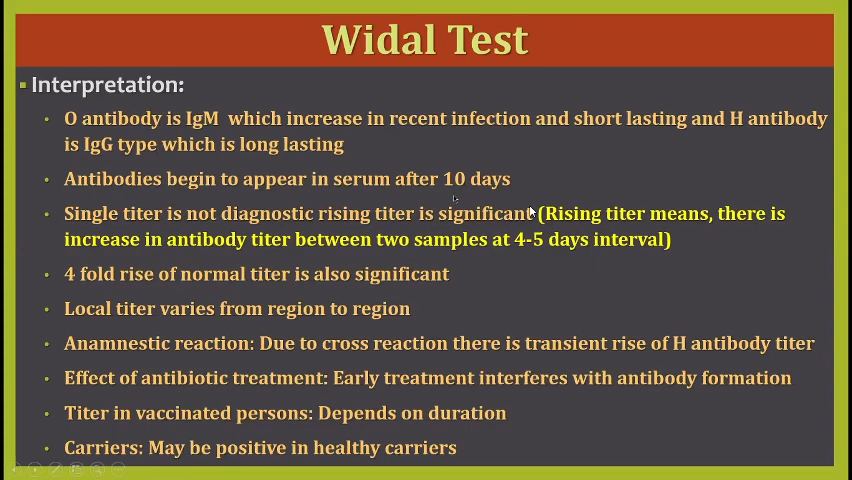 Widal Test
Interpretation:
O antibody is IgM which increase in recent infection and short lasting and H antibody
is IgG type which is long lasting
Antibodies begin to appear in serum after 10 days
Single titer is not diagnostic rising titer is significant (Rising titer means, there is
increase in antibody titer between two samples at 4-5 days interval)
4 fold rise of normal titer is also significant
Local titer varies from region to region
Anamnestic reaction: Due to cross reaction there is transient rise of H antibody titer
Effect of antibiotic treatment: Early treatment interferes with antibody formation
Titer in vaccinated persons: Depends on duration
Carriers: May be positive in healthy carriers